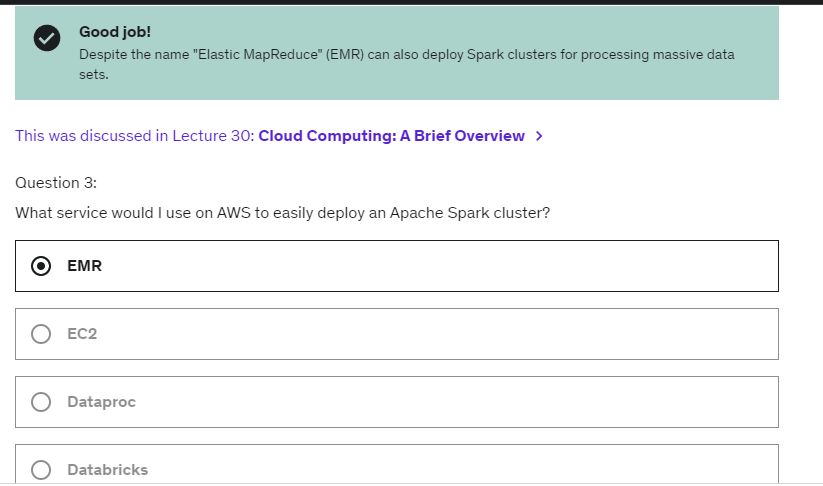 Good job!
Despite the name "Elastic MapReduce" (EMR) can also deploy Spark clusters for processing massive data
sets.
This was discussed in Lecture 30: Cloud Computing: A Brief Overview >
Question 3:
What service would I use on AWS to easily deploy an Apache Spark cluster?
EMR
EC2
Dataproc
Databricks